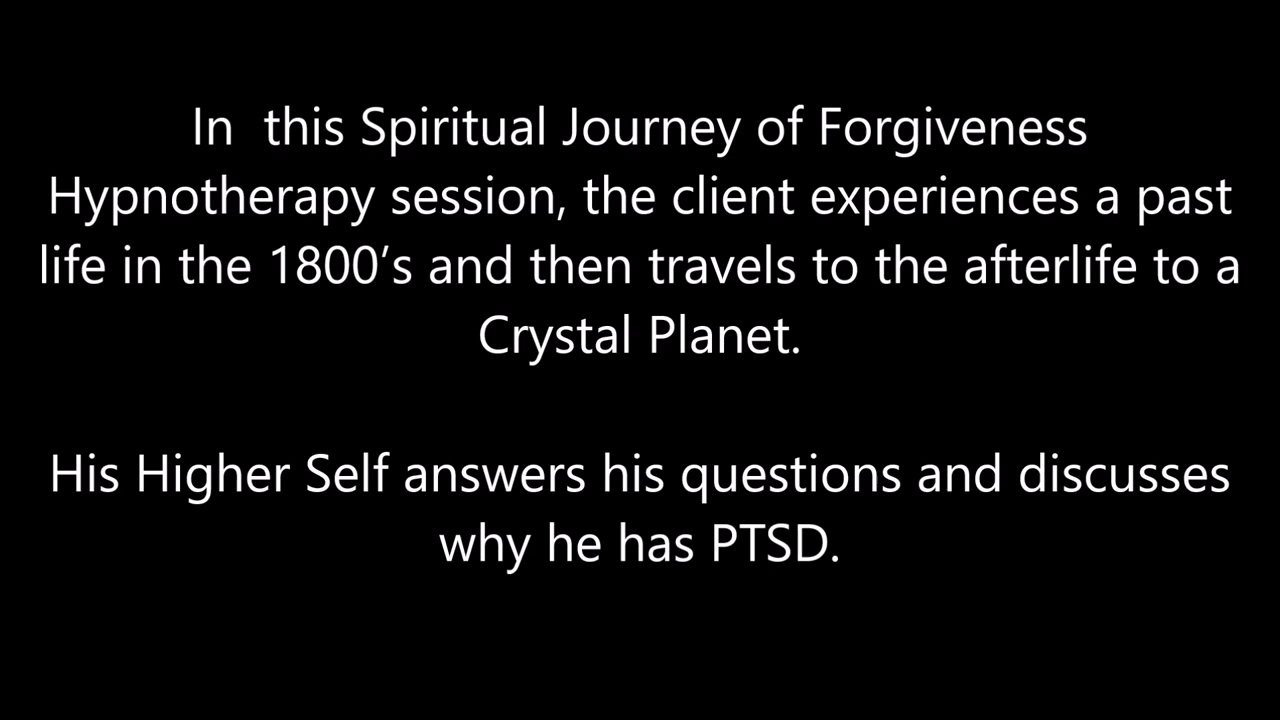 In  this Spiritual Journey of Forgiveness
Hypnotherapy session, the client experiences a past
life in the 1800’s and then travels to the afterlife to a
Crystal Planet.
His Higher Self answers his questions and discusses
why he has PTSD.